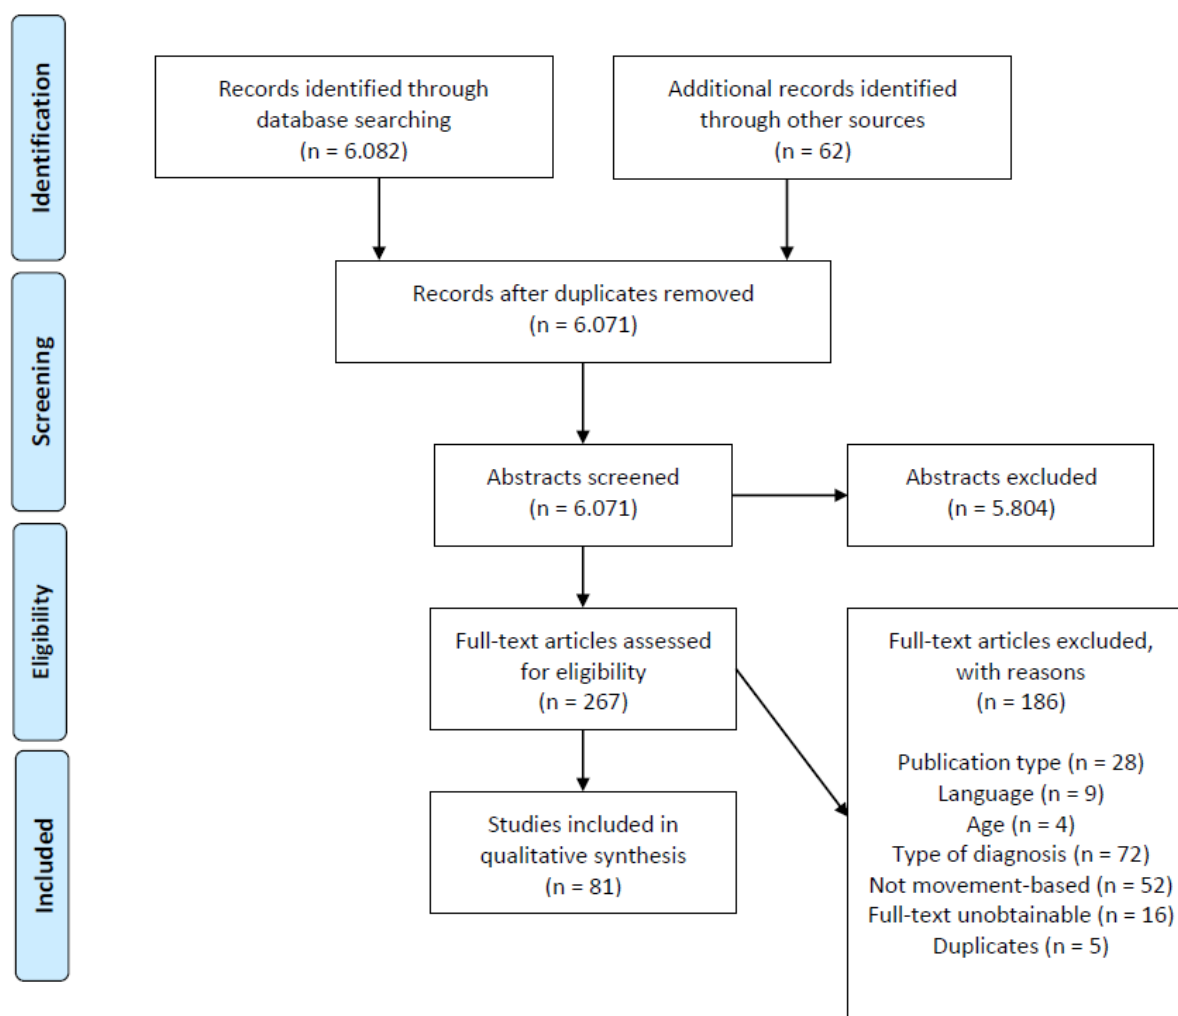 Identification
Records identified through
database searching
(n = 6.082)
Additional records identified
through other sources
(n = 62)
Screening
Records after duplicates removed
(n = 6.071)
Abstracts screened
(n = 6.071)
Abstracts excluded
(n = 5.804)
Eligibility
Full-text articles assessed
for eligibility
(n = 267)
Full-text articles excluded,
with reasons
(n = 186)
Publication type (n = 28)
Language (n = 9)
Age (n = 4)
Type of diagnosis (n = 72)
Not movement-based (n = 52)
Full-text unobtainable (n = 16)
Duplicates (n = 5)
Included
Studies included in
qualitative synthesis
(n = 81)